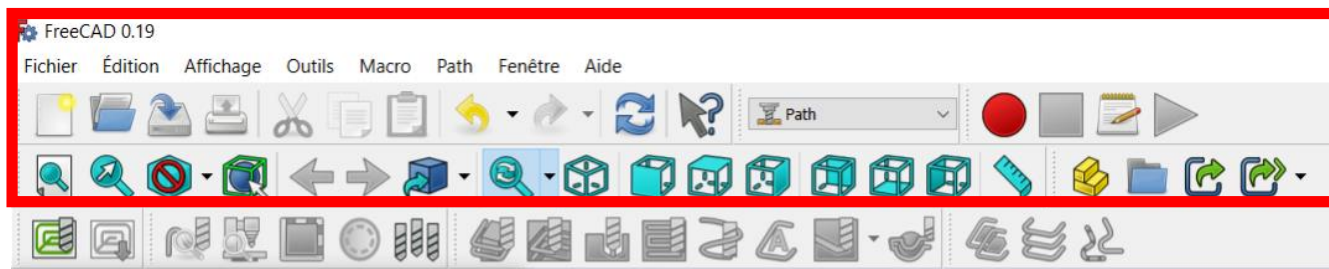 FreeCAD 0.19
Fichier Édition Affichage Outils Macro Path Fenêtre Aide
Path